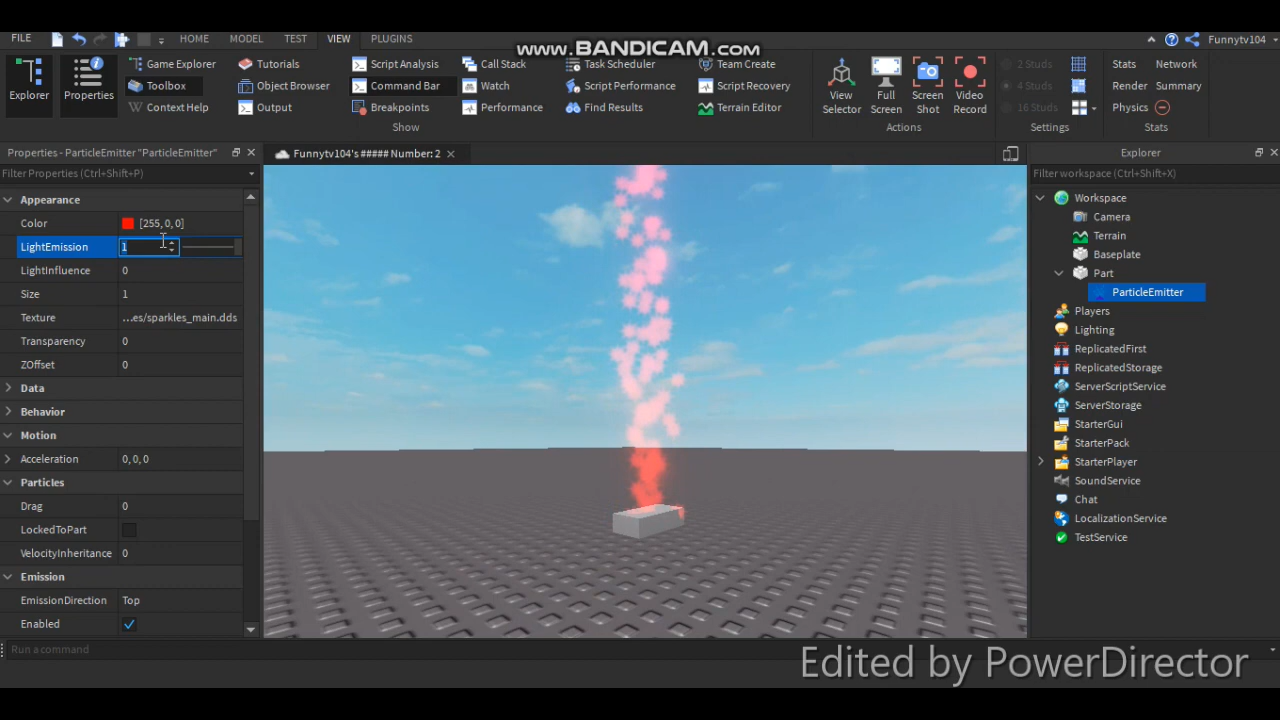 www.BANDICAM.com
FILE HOME MODEL TEST VIEW PLUGINS Funnytv104
Explorer Properties
Game Explorer Tutorials Script Analysis Call Stack Task Scheduler Team Create
Toolbox Object Browser Command Bar Watch Script Performance Script Recovery
Context Help Output Breakpoints Performance Find Results Terrain Editor
View Selector Full Screen Screen Shot Video Record
2 Studs
4 Studs
16 Studs
Stats Network
Render Summary
Physics
Show Actions Settings Stats
Properties - ParticleEmitter "ParticleEmitter"
Filter Properties (Ctrl+Shift+P)
Appearance
Color [255, 0, 0]
LightEmission 1
LightInfluence 0
Size 1
Texture ...es/sparkles_main.dds
Transparency 0
ZOffset 0
Data
Behavior
Motion
Acceleration 0, 0, 0
Particles
Drag 0
LockedToPart
VelocityInheritance 0
Emission
EmissionDirection Top
Enabled
Funnytv104's ##### Number: 2
Explorer
Filter workspace (Ctrl+Shift+X)
Workspace
Camera
Terrain
Baseplate
Part
ParticleEmitter
Players
Lighting
ReplicatedFirst
ReplicatedStorage
ServerScriptService
ServerStorage
StarterGui
StarterPack
StarterPlayer
SoundService
Chat
LocalizationService
TestService
Run a command
Edited by PowerDirector